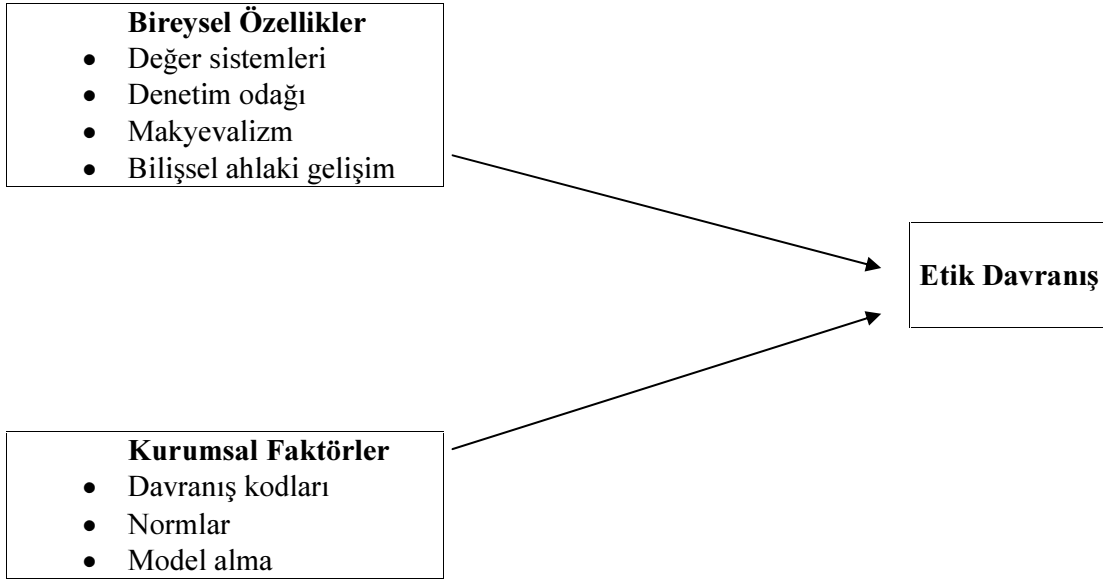 Bireysel Özellikler
• Değer sistemleri
• Denetim odağı
• Makyevalizm
• Bilişsel ahlaki gelişim
Etik Davranış
Kurumsal Faktörler
• Davranış kodları
• Normlar
• Model alma